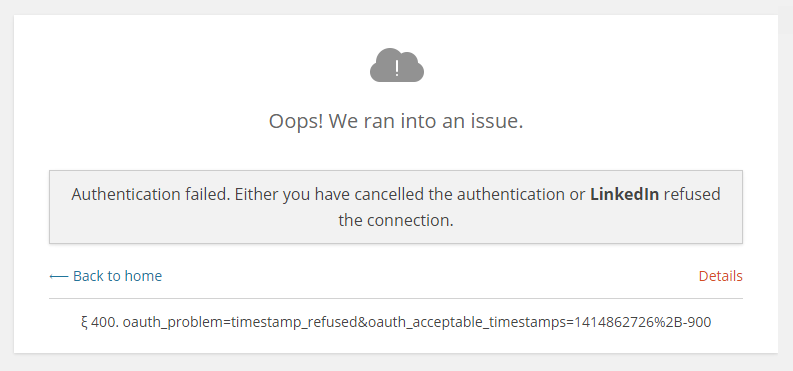 !
Oops! We ran into an issue.
Authentication failed. Either you have cancelled the authentication or LinkedIn refused
the connection.
⟵ Back to home
Details
ξ 400. oauth_problem=timestamp_refused&oauth_acceptable_timestamps=1414862726%2B-900